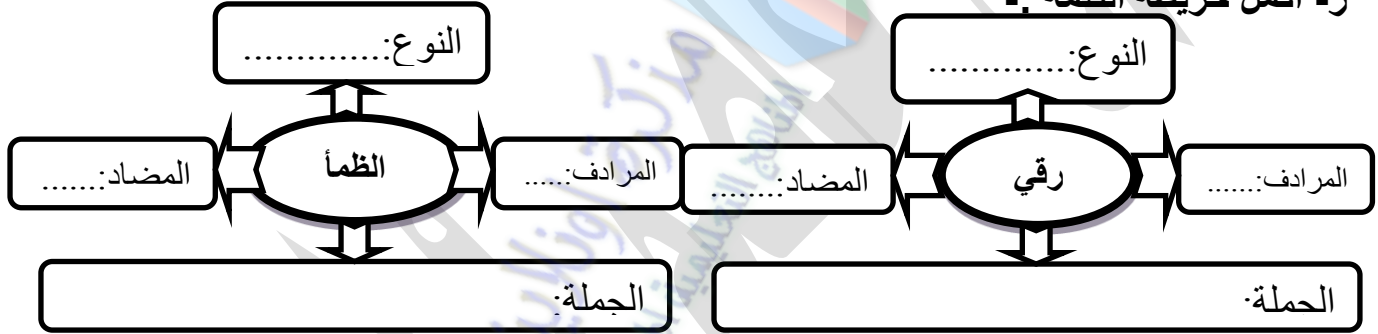 النوع:..............
رقي
المرادف:.......
المضاد:.......
الجملة:
النوع:..............
الظمأ
المرادف:.....
المضاد:.......
الجملة: